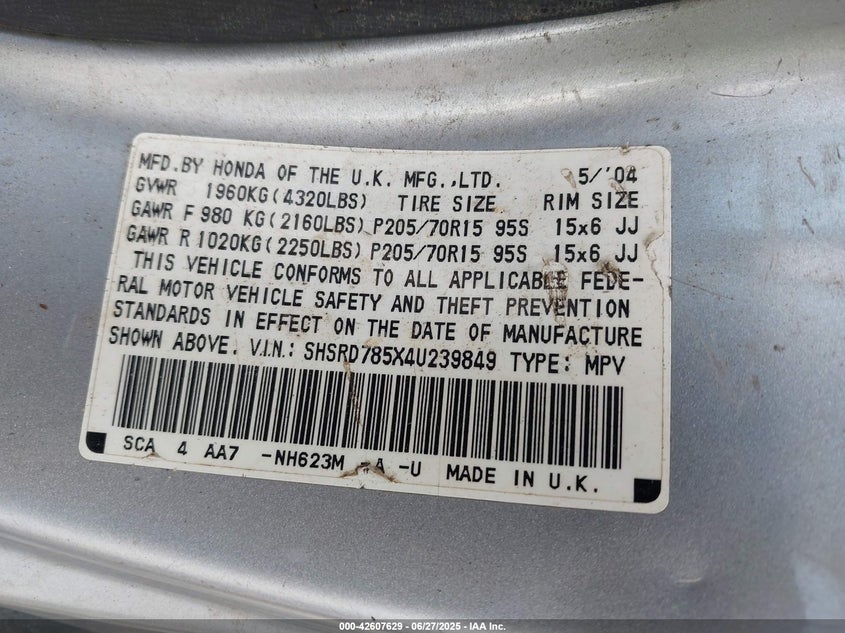 MFD.BY HONDA OF THE U.K. MFG.,LTD. 5/'04
GVWR 1960KG(4320LBS) TIRE SIZE RIM SIZE
GAWR F 980 KG(2160LBS) P205/70R15 95S 15x6 JJ
GAWR R 1020KG(2250LBS) P205/70R15 95S 15x6 JJ
THIS VEHICLE CONFORMS TO ALL APPLICABLE FEDE-
RAL MOTOR VEHICLE SAFETY AND THEFT PREVENTION
STANDARDS IN EFFECT ON THE DATE OF MANUFACTURE
SHOWN ABOVE. V.I.N.: SHSRD785X4U239849 TYPE: MPV
SCA 4 AA7 -NH623M -A -U MADE IN U.K.
000-42607629 - 06/27/2025 - IAA Inc.